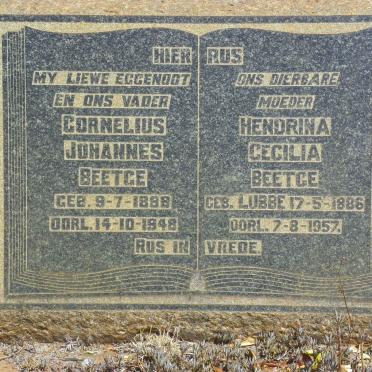 HIER RUS
MY LIEWE EGGENOOT
EN ONS VADER
CORNELIUS
JOHANNES
BEETGE
GEB. 9-7-1888
OORL. 14-10-1948
ONS DIERBARE
MOEDER
HENDRINA
CECILIA
BEETGE
GEB. LUBBE 17-5-1886
OORL. 7-8-1957.
RUS IN VREDE.